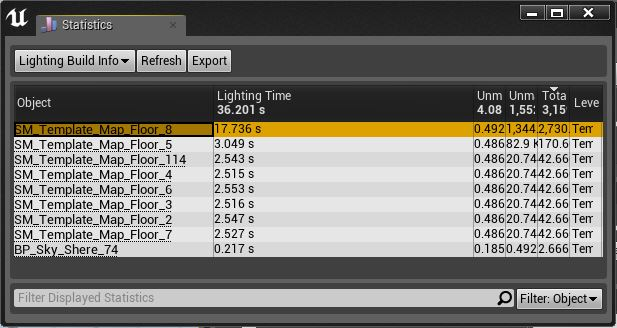 Statistics
Lighting Build Info Refresh Export
Object Lighting Time Unm Unm Tota Leve
36.201 s 4.08 1,552 3,15
SM_Template_Map_Floor_8 17.736 s 0.492 1,344 2,730. Tem
SM_Template_Map_Floor_5 3.049 s 0.486 82.9 K 170.6 Tem
SM_Template_Map_Floor_114 2.543 s 0.486 20.74 42.66 Tem
SM_Template_Map_Floor_4 2.515 s 0.486 20.74 42.66 Tem
SM_Template_Map_Floor_6 2.553 s 0.486 20.74 42.66 Tem
SM_Template_Map_Floor_3 2.516 s 0.486 20.74 42.66 Tem
SM_Template_Map_Floor_2 2.547 s 0.486 20.74 42.66 Tem
SM_Template_Map_Floor_7 2.527 s 0.486 20.74 42.66 Tem
BP_Sky_Shere_74 0.217 s 0.185 0.492 2.666 Tem
Filter Displayed Statistics Filter: Object